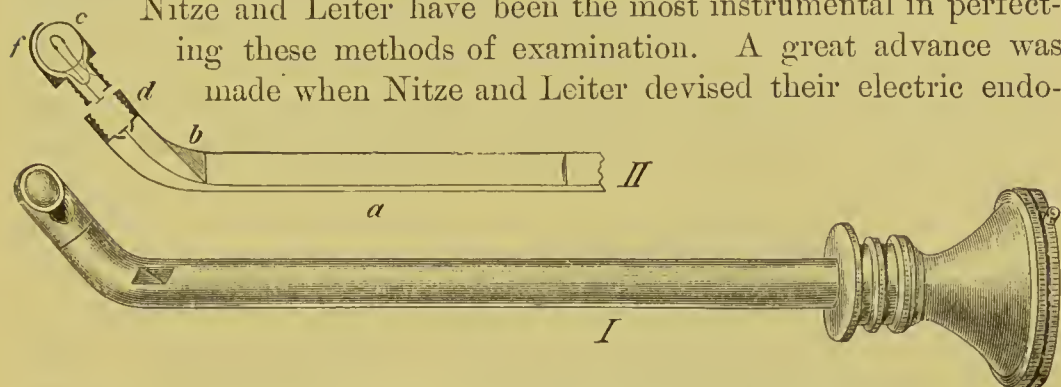 Nitze and Leiter have been the most instrumental in perfect-
ing these methods of examination. A great advance was
made when Nitze and Leiter devised their electric endo-
c
f
d
b
II
a
I